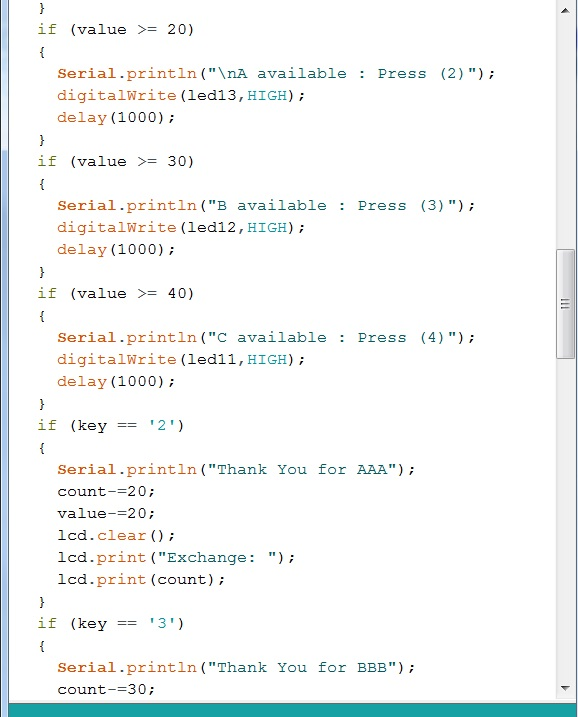 }
if (value >= 20)
{
Serial.println("\nA available : Press (2)");
digitalWrite(led13,HIGH);
delay(1000);
}
if (value >= 30)
{
Serial.println("B available : Press (3)");
digitalWrite(led12,HIGH);
delay(1000);
}
if (value >= 40)
{
Serial.println("C available : Press (4)");
digitalWrite(led11,HIGH);
delay(1000);
}
if (key == '2')
{
Serial.println("Thank You for AAA");
count-=20;
value-=20;
lcd.clear();
lcd.print("Exchange: ");
lcd.print(count);
}
if (key == '3')
{
Serial.println("Thank You for BBB");
count-=30;